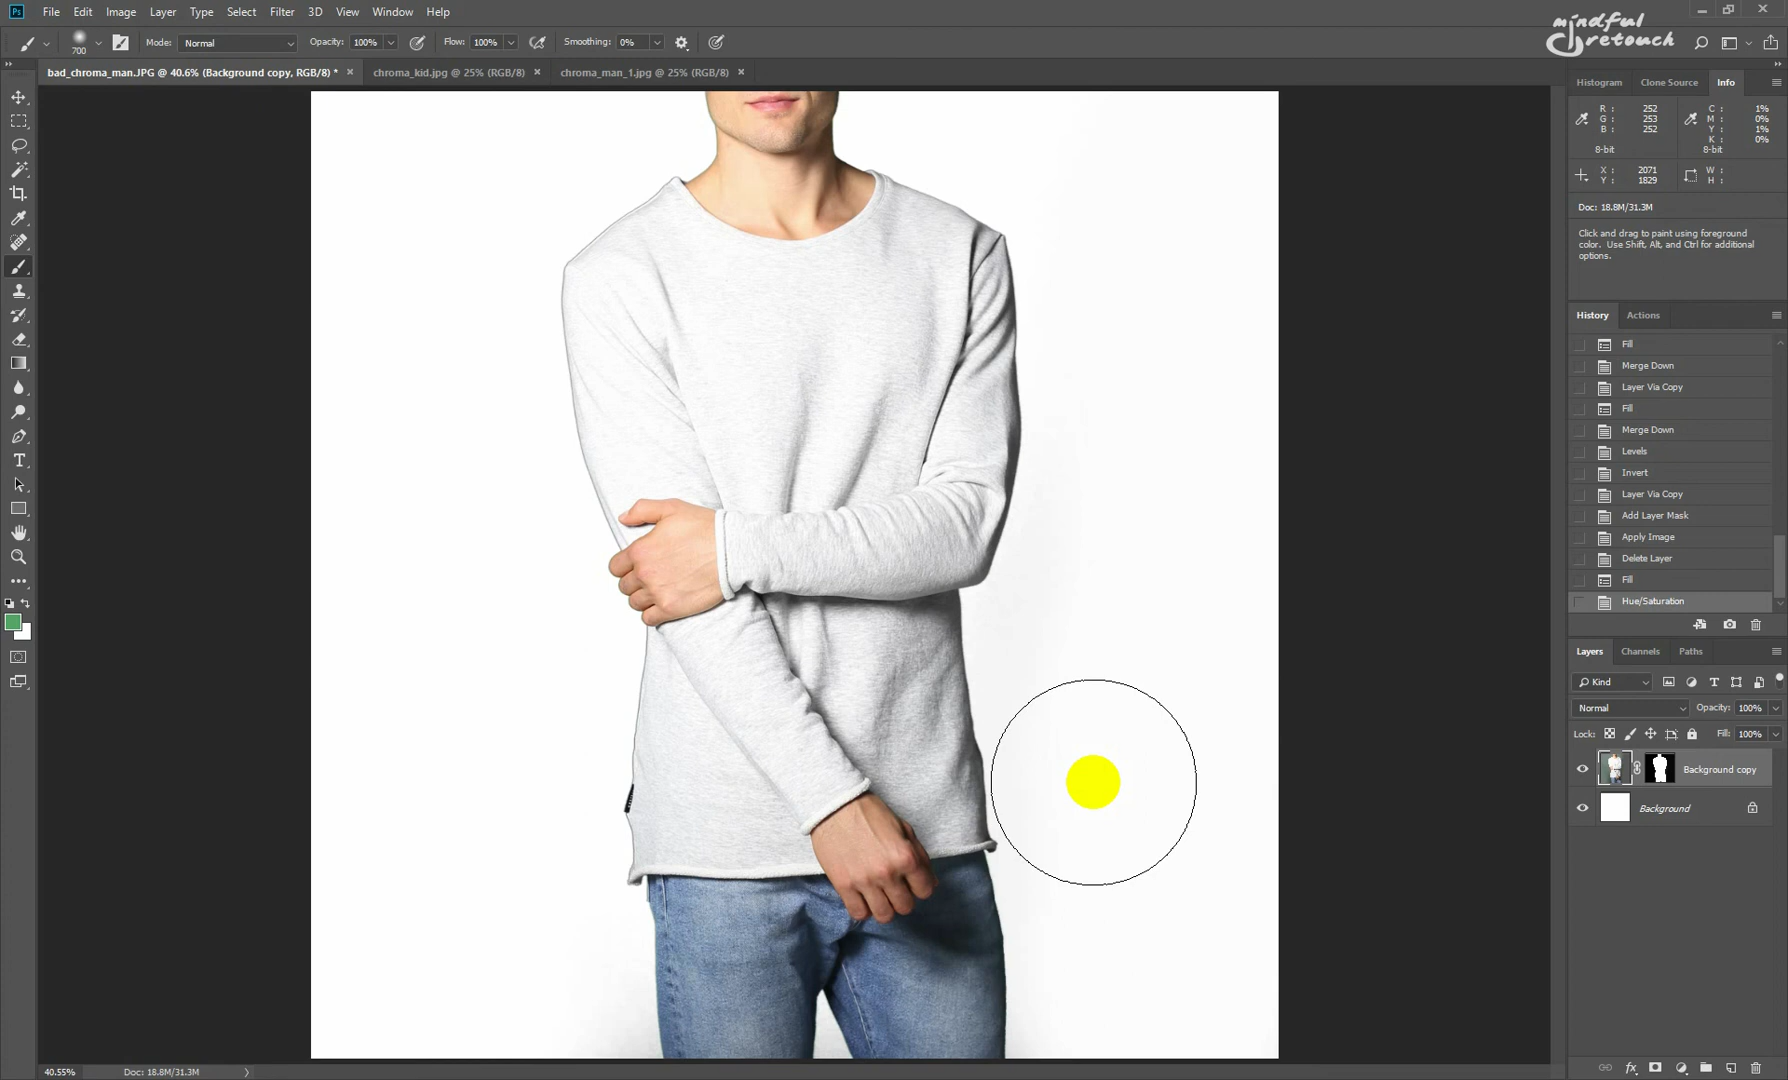 Ps File Edit Image Layer Type Select Filter 3D View Window Help
mindful retouch
700 Mode: Normal Opacity: 100% Flow: 100% Smoothing: 0%
bad_chroma_man.JPG @ 40.6% (Background copy, RGB/8) * chroma_kid.jpg @ 25% (RGB/8) chroma_man_1.jpg @ 25% (RGB/8)
Histogram Clone Source Info
R : 252 C : 1%
G : 253 M : 0%
B : 252 Y : 1%
K : 0%
8-bit 8-bit
X : 2071 W :
Y : 1829 H :
Doc: 18.8M/31.3M
Click and drag to paint using foreground
color. Use Shift, Alt, and Ctrl for additional
options.
History Actions
Fill
Merge Down
Layer Via Copy
Fill
Merge Down
Levels
Invert
Layer Via Copy
Add Layer Mask
Apply Image
Delete Layer
Fill
Hue/Saturation
Layers Channels Paths
Kind
Normal Opacity: 100%
Lock: Fill: 100%
Background copy
Background
fx
40.55% Doc: 18.8M/31.3M